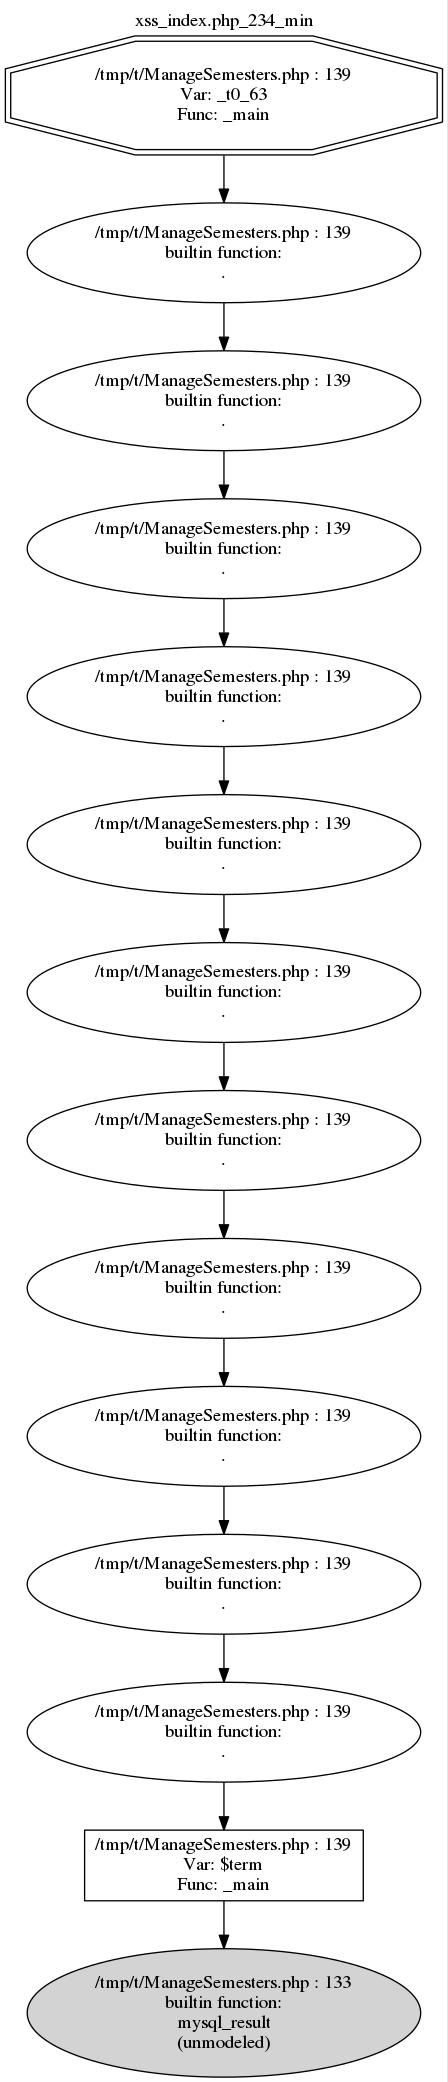 xss_index.php_234_min
/tmp/t/ManageSemesters.php : 139
Var: _t0_63
Func: _main
/tmp/t/ManageSemesters.php : 139
builtin function:
.
/tmp/t/ManageSemesters.php : 139
builtin function:
.
/tmp/t/ManageSemesters.php : 139
builtin function:
.
/tmp/t/ManageSemesters.php : 139
builtin function:
.
/tmp/t/ManageSemesters.php : 139
builtin function:
.
/tmp/t/ManageSemesters.php : 139
builtin function:
.
/tmp/t/ManageSemesters.php : 139
builtin function:
.
/tmp/t/ManageSemesters.php : 139
builtin function:
.
/tmp/t/ManageSemesters.php : 139
builtin function:
.
/tmp/t/ManageSemesters.php : 139
builtin function:
.
/tmp/t/ManageSemesters.php : 139
builtin function:
.
/tmp/t/ManageSemesters.php : 139
Var: $term
Func: _main
/tmp/t/ManageSemesters.php : 133
builtin function:
mysql_result
(unmodeled)